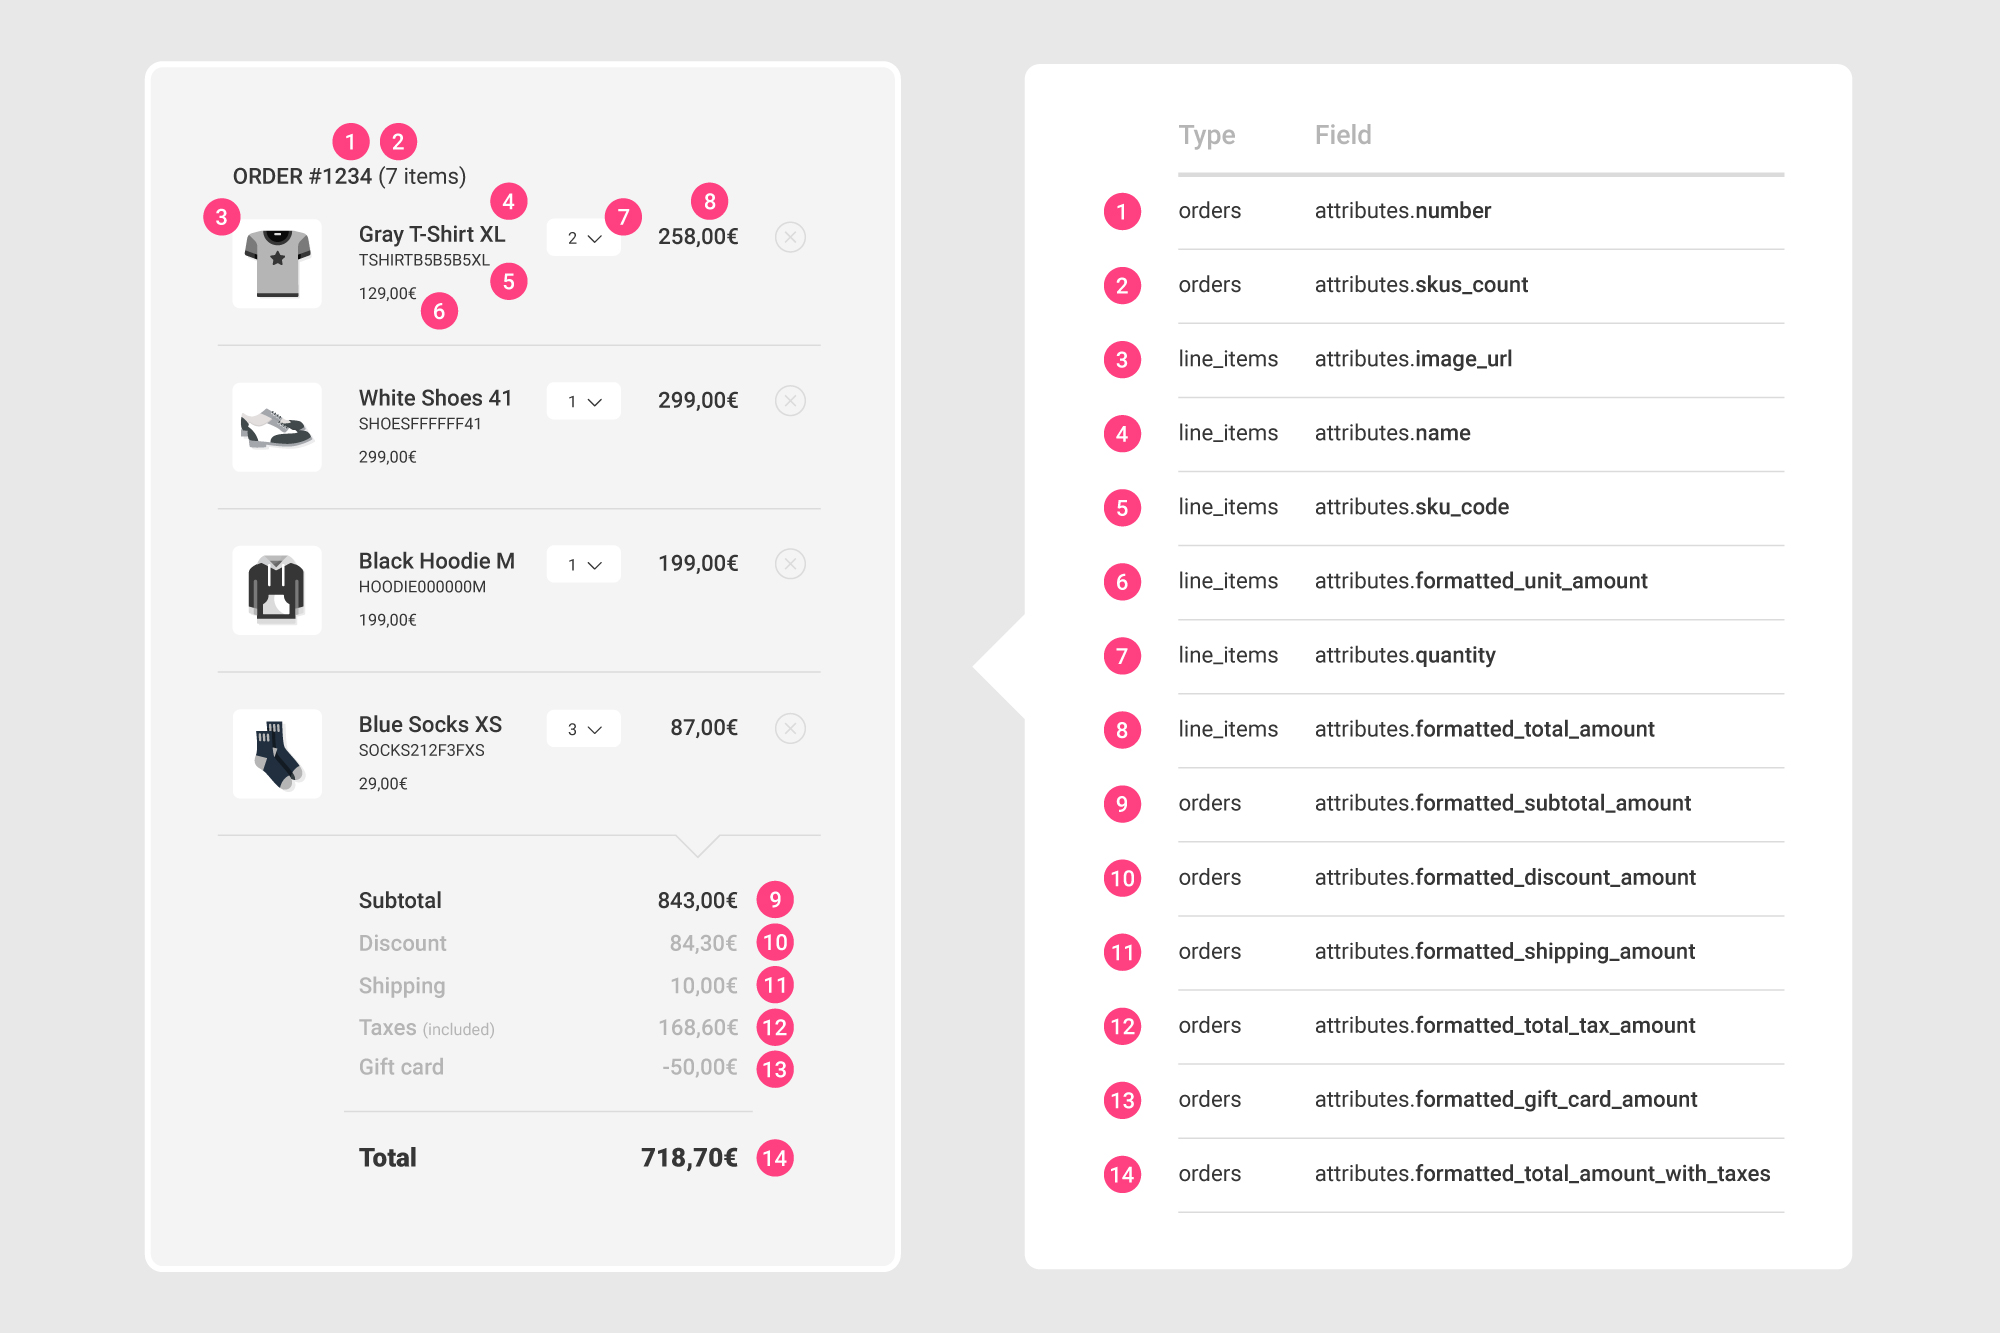 1 2
ORDER #1234 (7 items)
3
4
7
8
Gray T-Shirt XL
2
258,00€
TSHIRTB5B5B5XL
5
129,00€
6
White Shoes 41
1
299,00€
SHOESFFFFFF41
299,00€
Black Hoodie M
1
199,00€
HOODIE000000M
199,00€
Blue Socks XS
3
87,00€
SOCKS212F3FXS
29,00€
Subtotal 843,00€ 9
Discount 84,30€ 10
Shipping 10,00€ 11
Taxes (included) 168,60€ 12
Gift card -50,00€ 13
Total 718,70€ 14
Type Field
1 orders attributes.number
2 orders attributes.skus_count
3 line_items attributes.image_url
4 line_items attributes.name
5 line_items attributes.sku_code
6 line_items attributes.formatted_unit_amount
7 line_items attributes.quantity
8 line_items attributes.formatted_total_amount
9 orders attributes.formatted_subtotal_amount
10 orders attributes.formatted_discount_amount
11 orders attributes.formatted_shipping_amount
12 orders attributes.formatted_total_tax_amount
13 orders attributes.formatted_gift_card_amount
14 orders attributes.formatted_total_amount_with_taxes